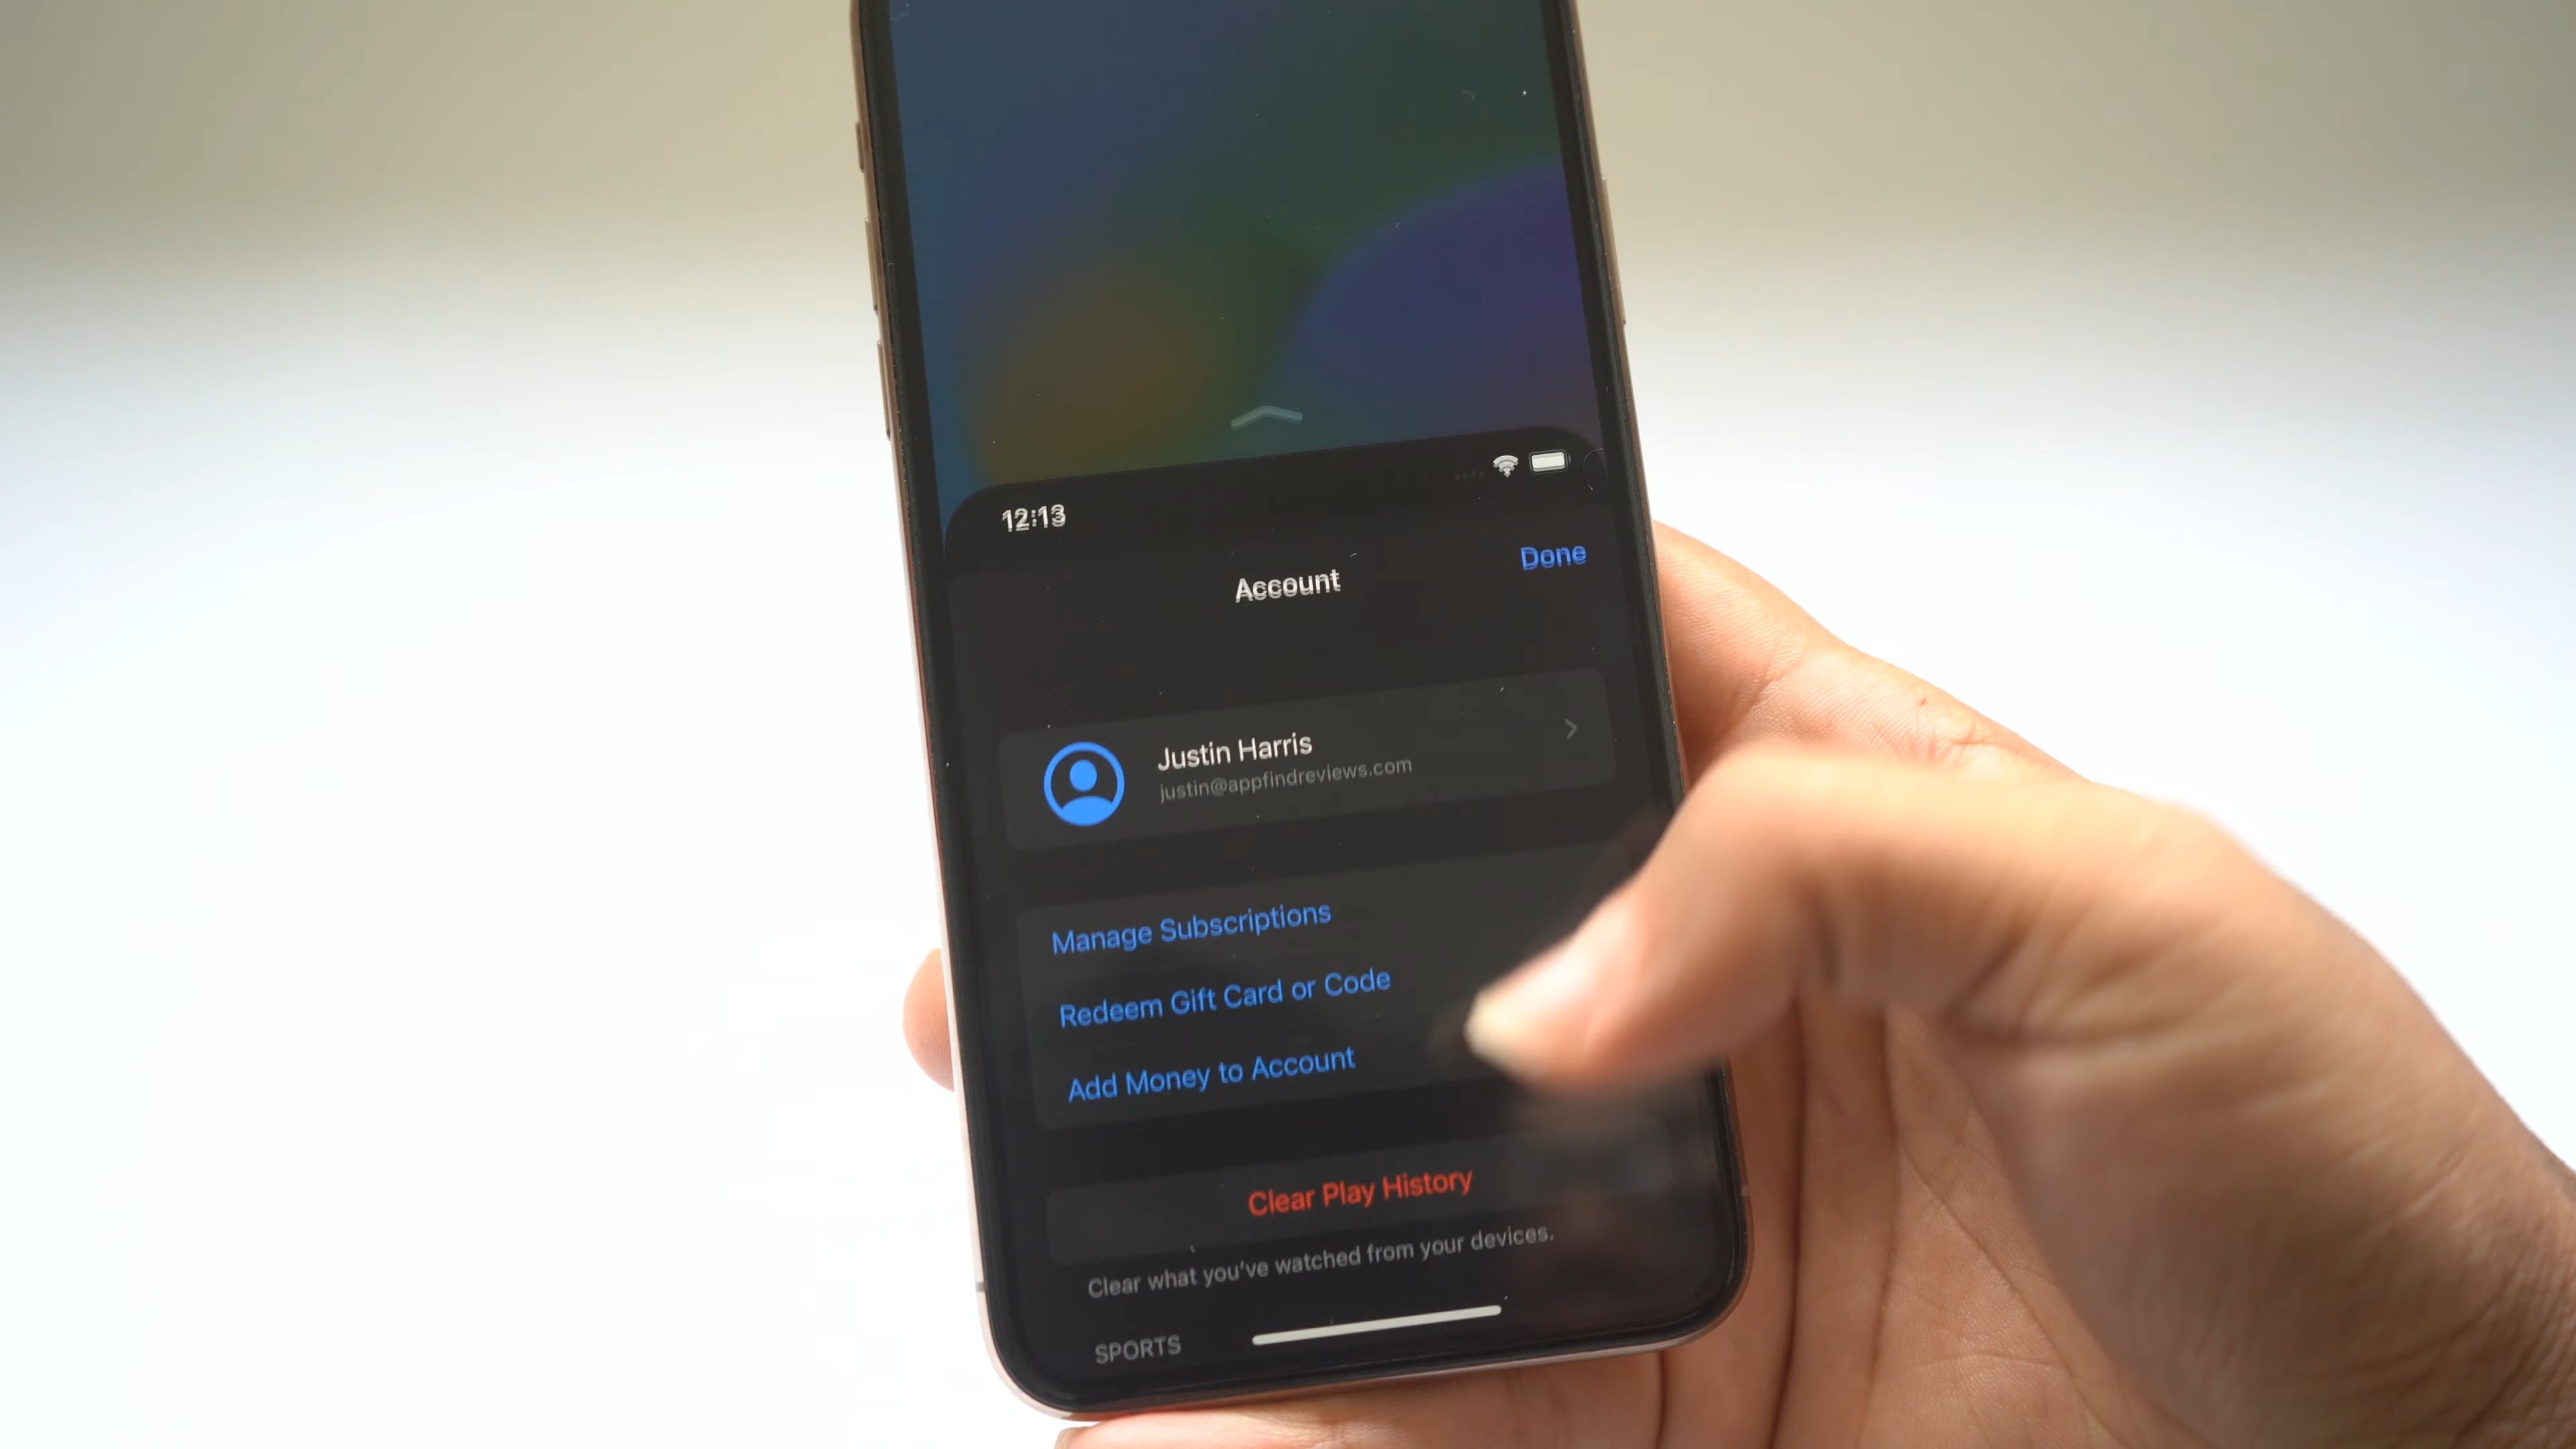 12:13
Done
Account
Justin Harris
justin@appfindreviews.com
Manage Subscriptions
Redeem Gift Card or Code
Add Money to Account
Clear Play History
Clear what you've watched from your devices.
SPORTS